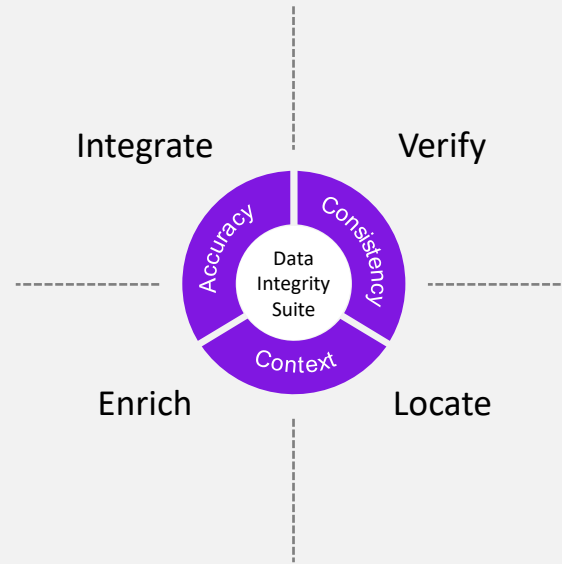 Integrate
Verify
Accuracy
Consistency
Data
Integrity
Suite
Context
Enrich
Locate